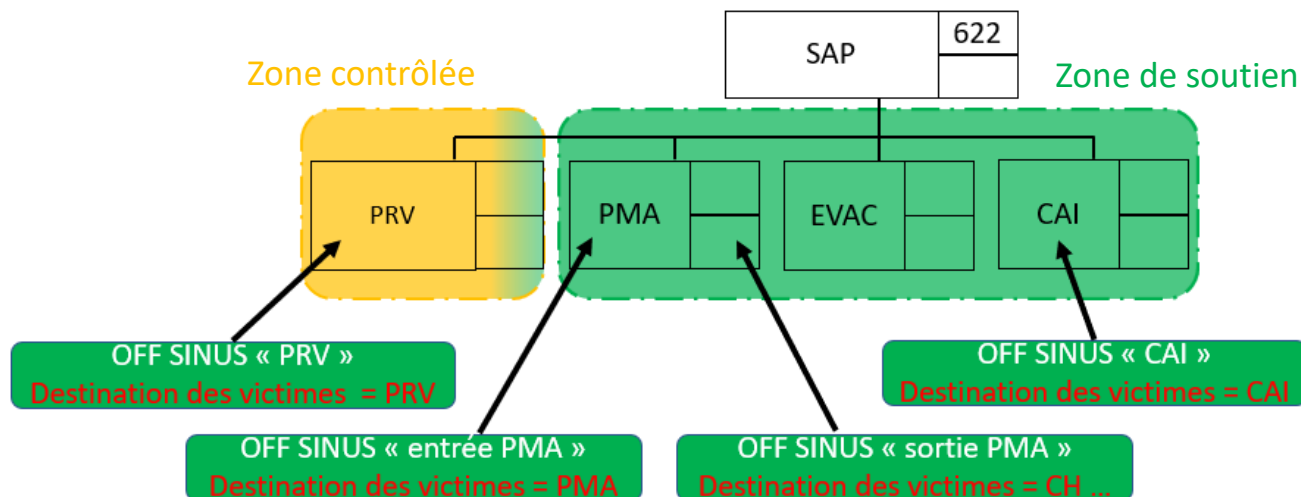 SAP
622
Zone contrôlée
Zone de soutien
PRV
PMA
EVAC
CAI
OFF SINUS « PRV »
Destination des victimes = PRV
OFF SINUS « CAI »
Destination des victimes = CAI
OFF SINUS « entrée PMA »
Destination des victimes = PMA
OFF SINUS « sortie PMA »
Destination des victimes = CH ...